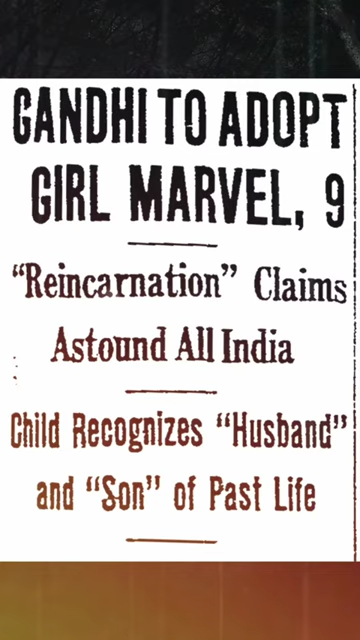 GANDHI TO ADOPT
GIRL MARVEL, 9
“Reincarnation” Claims
Astound All India
Child Recognizes “Husband”
and “Son” of Past Life